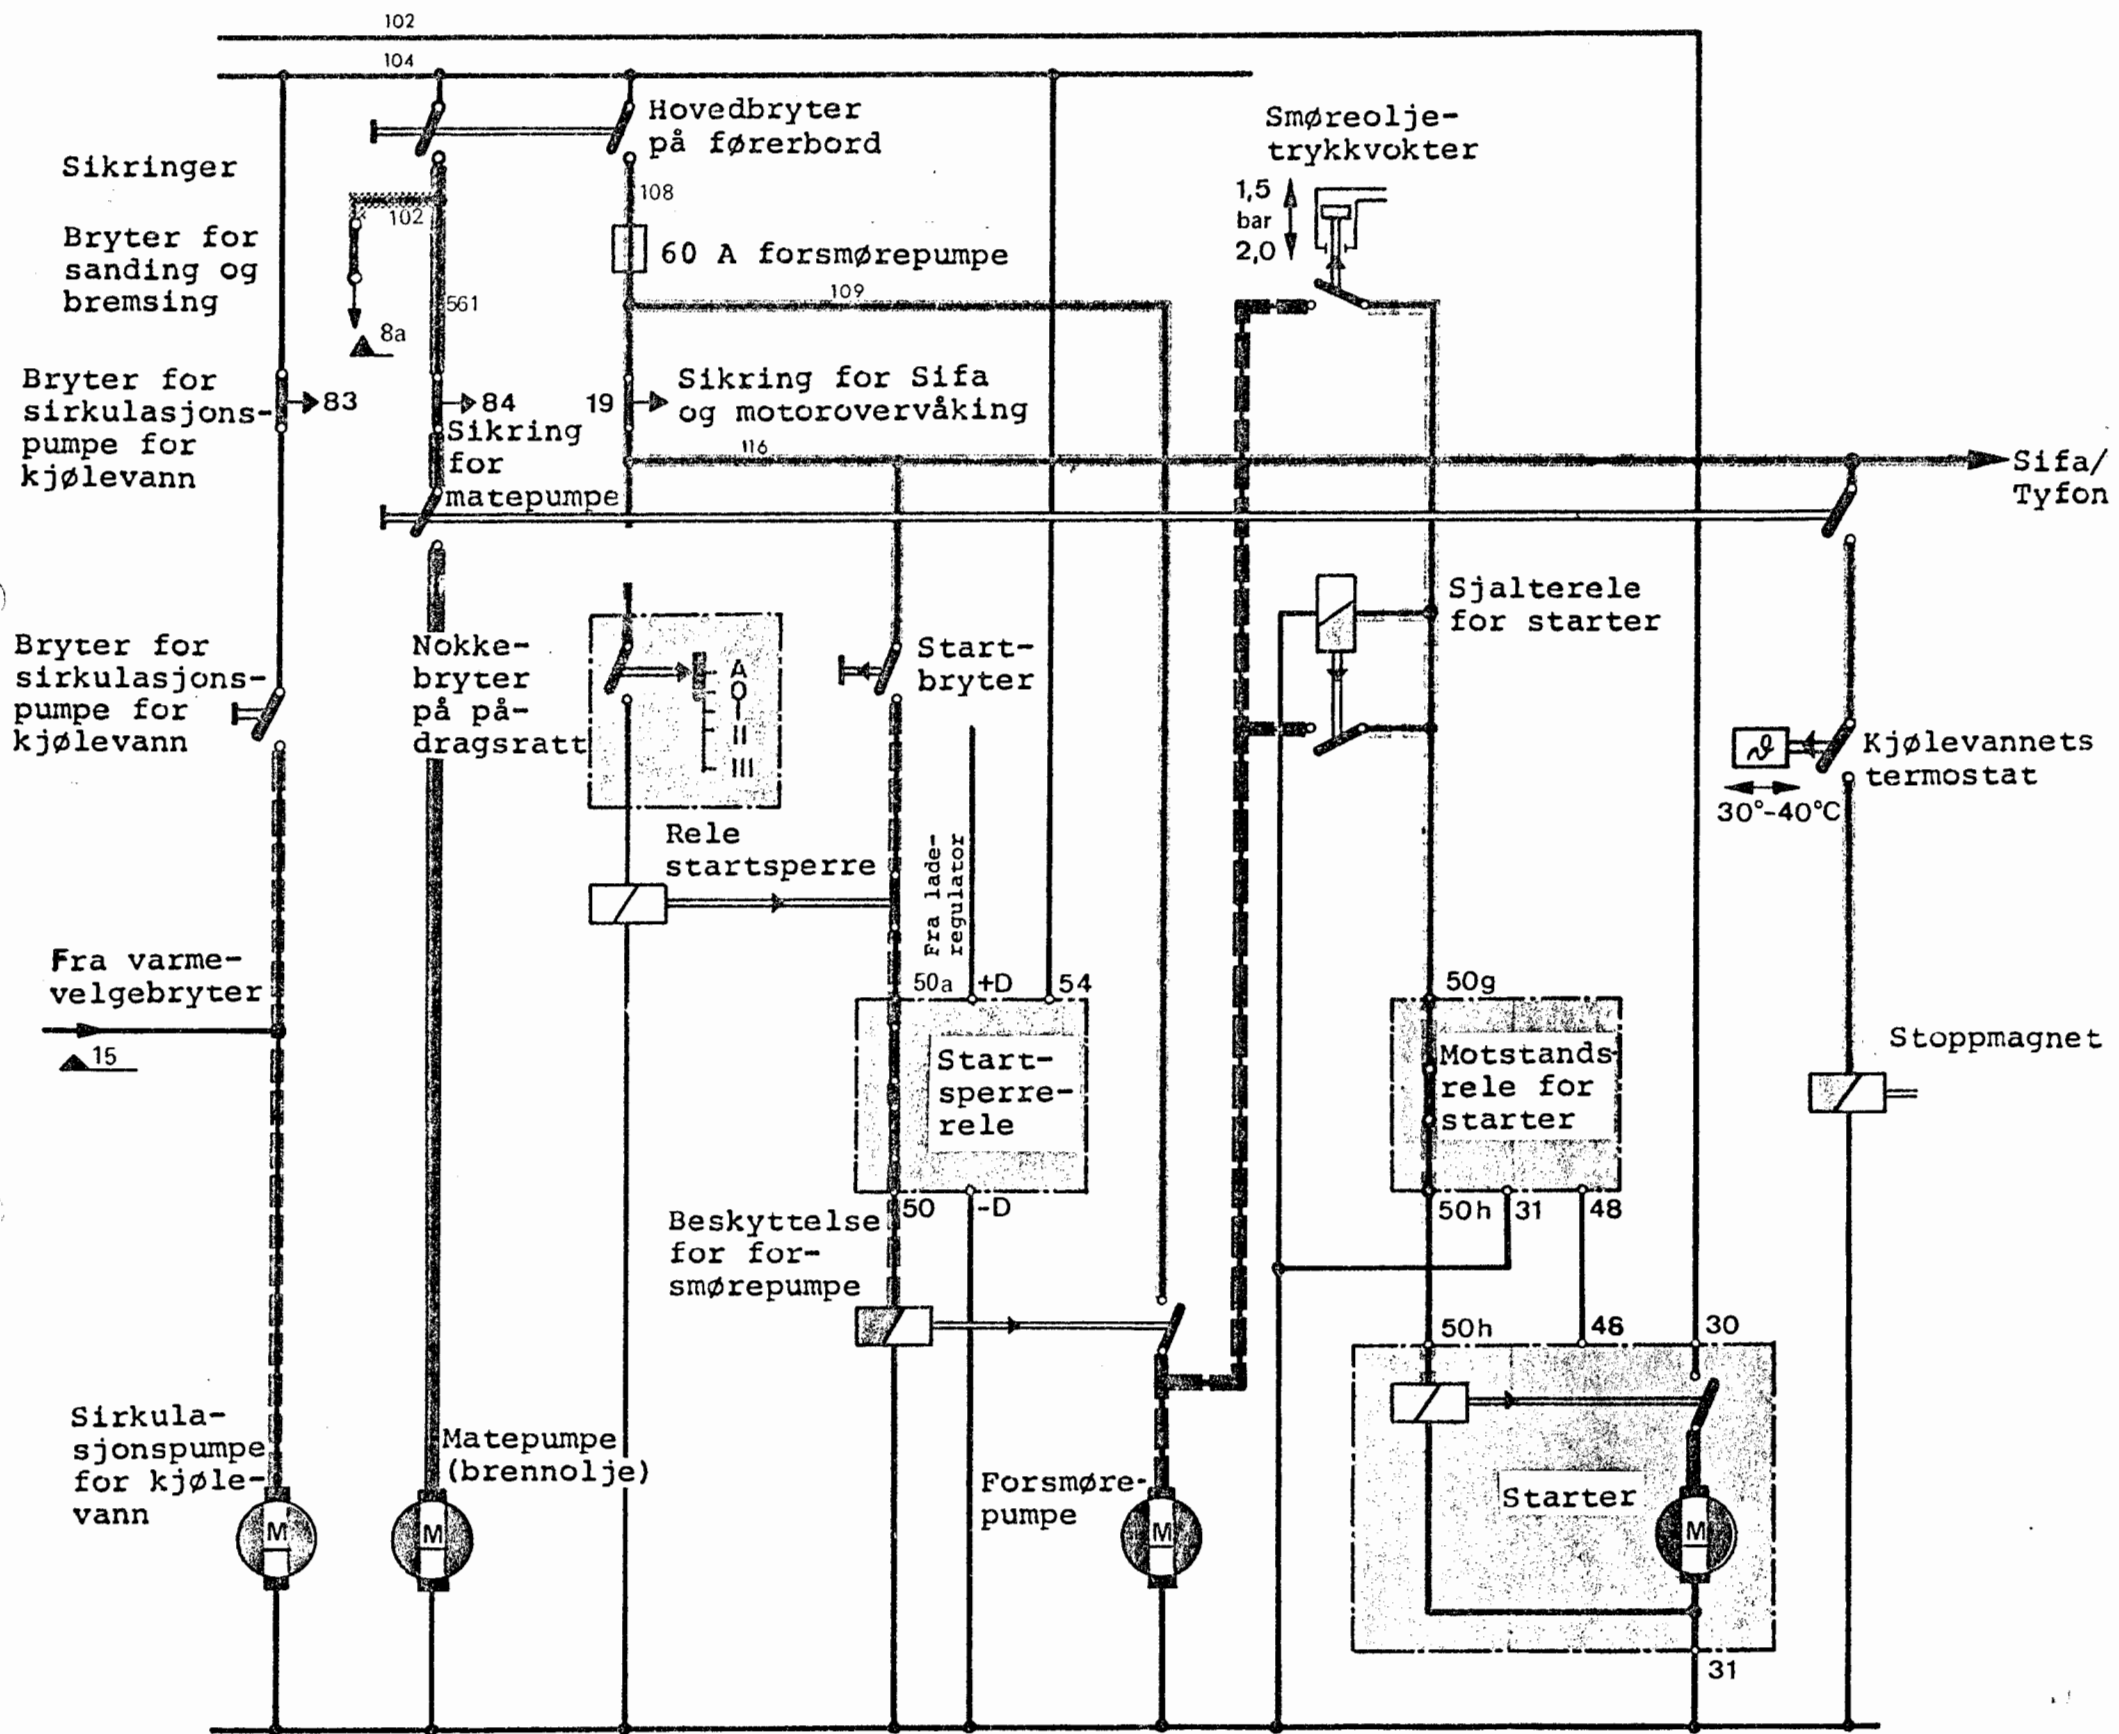 102
104
Hovedbryter
på førerbord
Sikringer
102
108
Smøreolje-
trykkvokter
1,5
bar
2,0
Bryter for
sanding og
bremsing
60 A forsmørepumpe
561
109
8a
Bryter for
sirkulasjons-
pumpe for
kjølevann
83
84
Sikring
for
matepumpe
19
Sikring for Sifa
og motorovervåking
116
Sifa/
Tyfon
Bryter for
sirkulasjons-
pumpe for
kjølevann
Nokke-
bryter
på på-
dragsratt
A
0
I
II
III
Start-
bryter
Sjalterele
for starter
Kjølevannets
termostat
30°-40°C
Rele
startsperre
Fra lade-
regulator
Fra varme-
velgebryter
15
50a
+D
54
50g
Start-
sperre-
rele
Motstands-
rele for
starter
Stoppmagnet
50
-D
50h
31
48
Beskyttelse
for for-
smørepumpe
50h
48
30
Sirkula-
sjonspumpe
for kjøle-
vann
Matepumpe
(brennolje)
Forsmøre-
pumpe
Starter
M
M
M
M
31